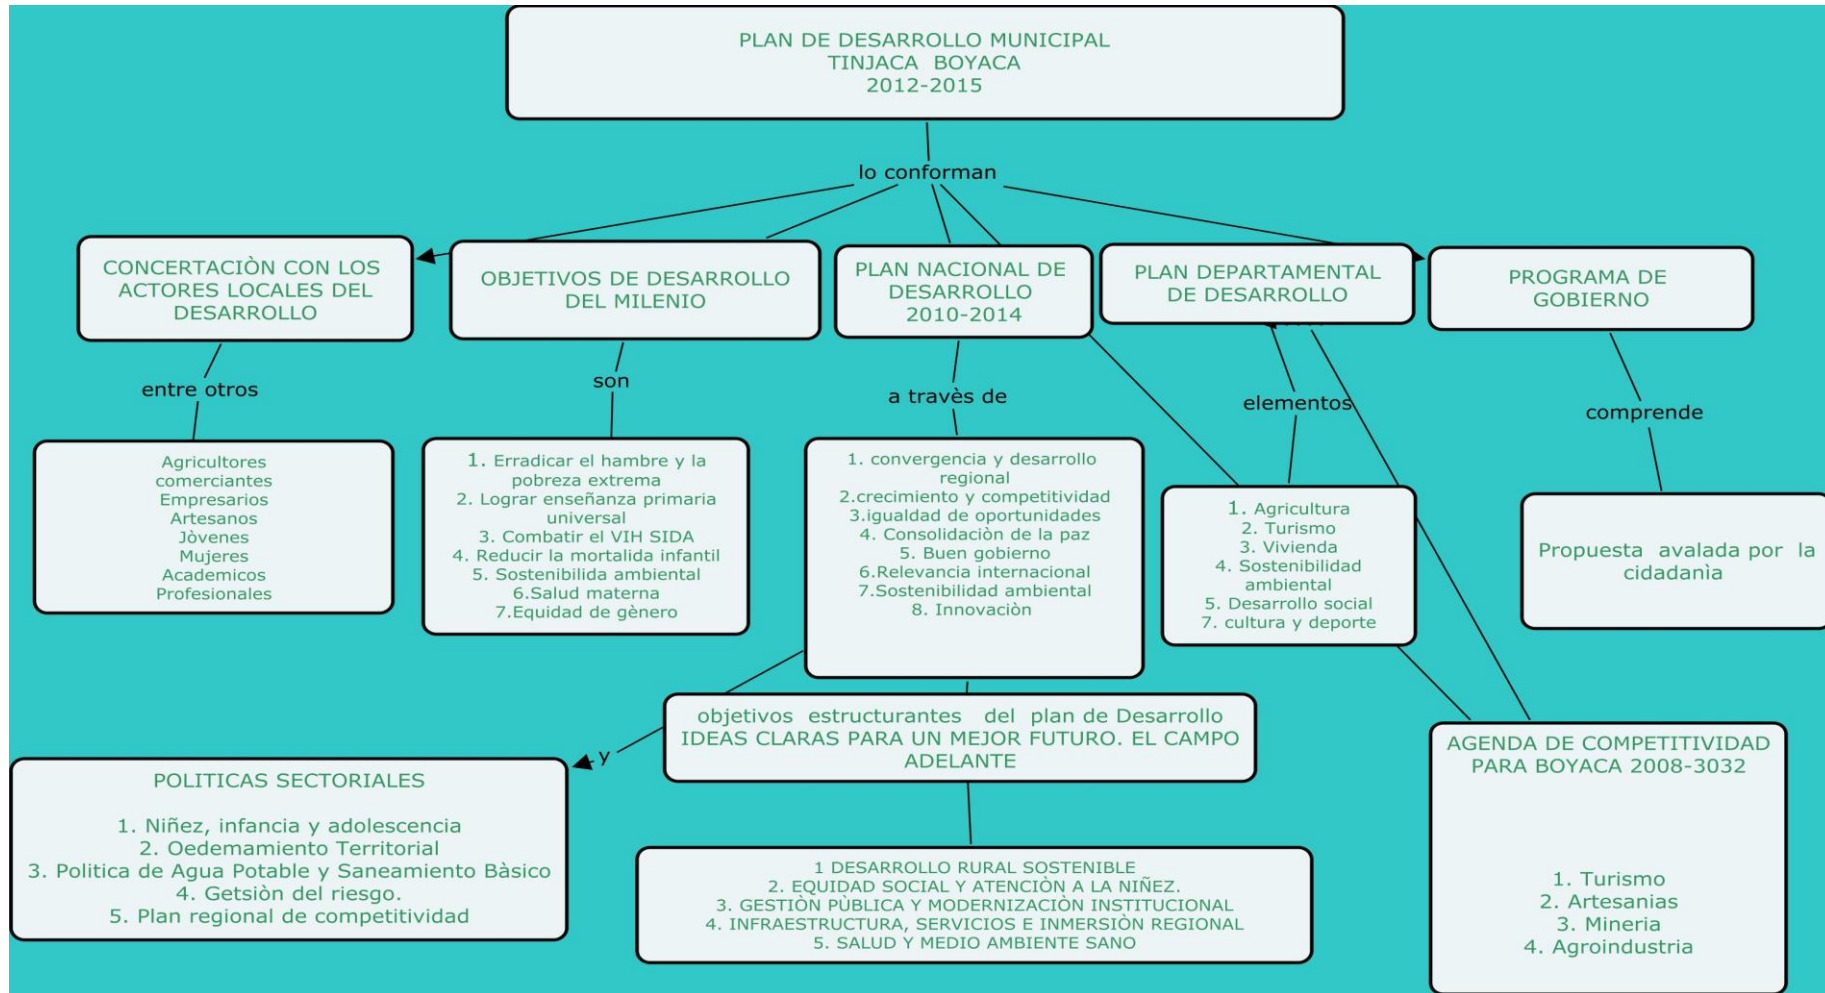 PLAN DE DESARROLLO MUNICIPAL
TINJACA  BOYACA
2012-2015
lo conforman
CONCERTACIÒN CON LOS
ACTORES LOCALES DEL
DESARROLLO
OBJETIVOS DE DESARROLLO
DEL MILENIO
PLAN NACIONAL DE
DESARROLLO
2010-2014
PLAN DEPARTAMENTAL
DE DESARROLLO
PROGRAMA DE
GOBIERNO
entre otros
son
a travès de
elementos
comprende
Agricultores
comerciantes
Empresarios
Artesanos
Jòvenes
Mujeres
Academicos
Profesionales
1. Erradicar el hambre y la
pobreza extrema
2. Lograr enseñanza primaria
universal
3. Combatir el VIH SIDA
4. Reducir la mortalida infantil
5. Sostenibilida ambiental
6.Salud materna
7.Equidad de gènero
1. convergencia y desarrollo
regional
2.crecimiento y competitividad
3.igualdad de oportunidades
4. Consolidaciòn de la paz
5. Buen gobierno
6.Relevancia internacional
7.Sostenibilidad ambiental
8. Innovaciòn
1. Agricultura
2. Turismo
3. Vivienda
4. Sostenibilidad
ambiental
5. Desarrollo social
7. cultura y deporte
Propuesta  avalada por  la
cidadanìa
y
objetivos  estructurantes   del  plan de Desarrollo
IDEAS CLARAS PARA UN MEJOR FUTURO. EL CAMPO
ADELANTE
POLITICAS SECTORIALES
1. Niñez, infancia y adolescencia
2. Oedemamiento Territorial
3. Politica de Agua Potable y Saneamiento Bàsico
4. Getsiòn del riesgo.
5. Plan regional de competitividad
1 DESARROLLO RURAL SOSTENIBLE
2. EQUIDAD SOCIAL Y ATENCIÒN A LA NIÑEZ.
3. GESTIÒN PÙBLICA Y MODERNIZACIÒN INSTITUCIONAL
4. INFRAESTRUCTURA, SERVICIOS E INMERSIÒN REGIONAL
5. SALUD Y MEDIO AMBIENTE SANO
AGENDA DE COMPETITIVIDAD
PARA BOYACA 2008-3032
1. Turismo
2. Artesanias
3. Mineria
4. Agroindustria